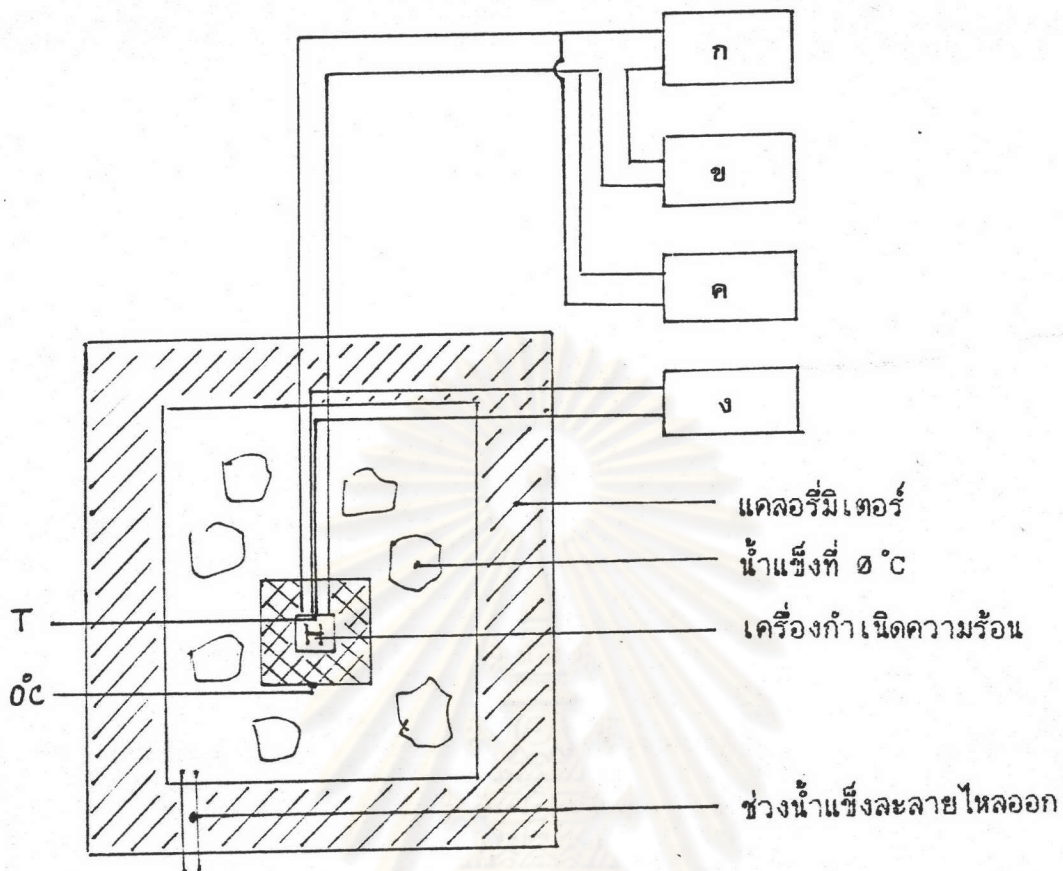 ก
ข
ค
ง
แคลอรี่มิเตอร์
น้ำแข็งที่ 0 °C
T
H
เครื่องกำเนิดความร้อน
0°C
ช่วงน้ำแข็งละลายไหลออก